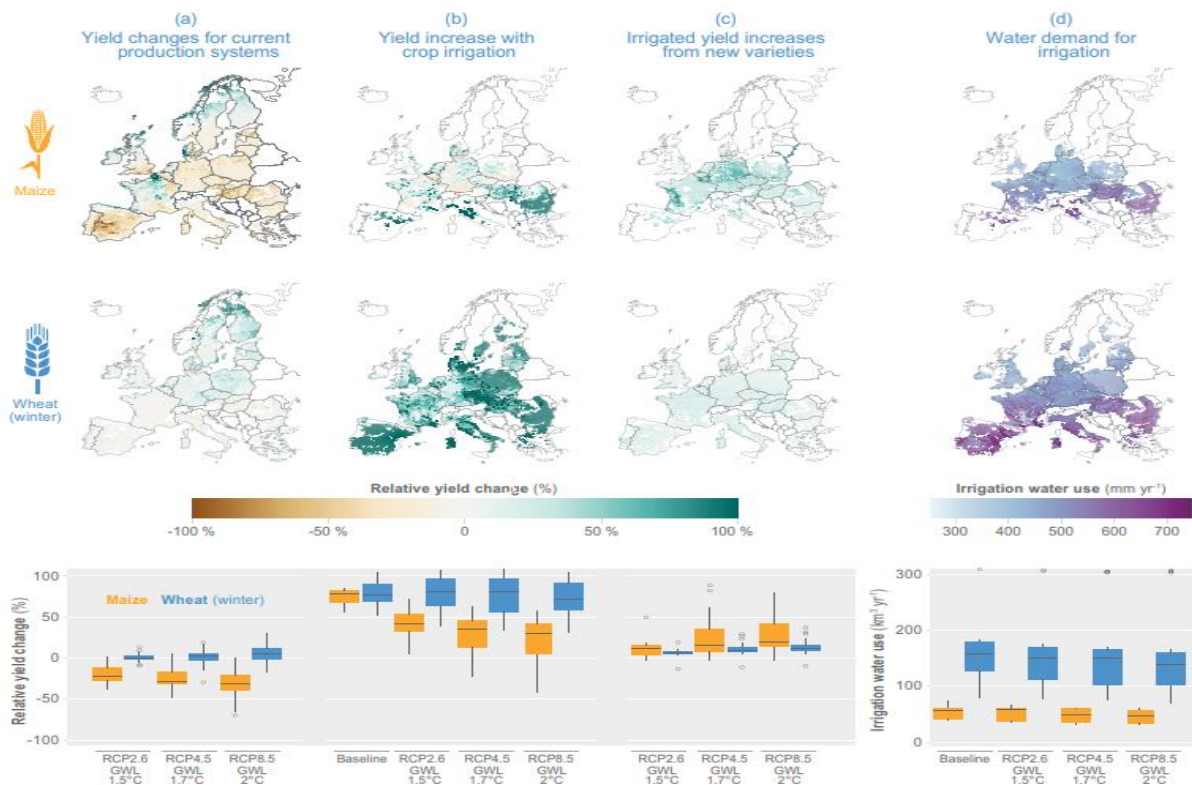 (a)
Yield changes for current
production systems
(b)
Yield increase with
crop irrigation
(c)
Irrigated yield increases
from new varieties
(d)
Water demand for
irrigation
Maize
Wheat
(winter)
Relative yield change (%)
-100 %
-50 %
0
50 %
100 %
Irrigation water use (mm yr⁻¹)
300
400
500
600
700
Relative yield change (%)
100
50
0
-50
-100
Maize Wheat (winter)
RCP2.6
GWL
1.5°C
RCP4.5
GWL
1.7°C
RCP8.5
GWL
2°C
Baseline
RCP2.6
GWL
1.5°C
RCP4.5
GWL
1.7°C
RCP8.5
GWL
2°C
RCP2.6
GWL
1.5°C
RCP4.5
GWL
1.7°C
RCP8.5
GWL
2°C
Irrigation water use (km³ yr⁻¹)
300
200
100
0
Baseline
RCP2.6
GWL
1.5°C
RCP4.5
GWL
1.7°C
RCP8.5
GWL
2°C